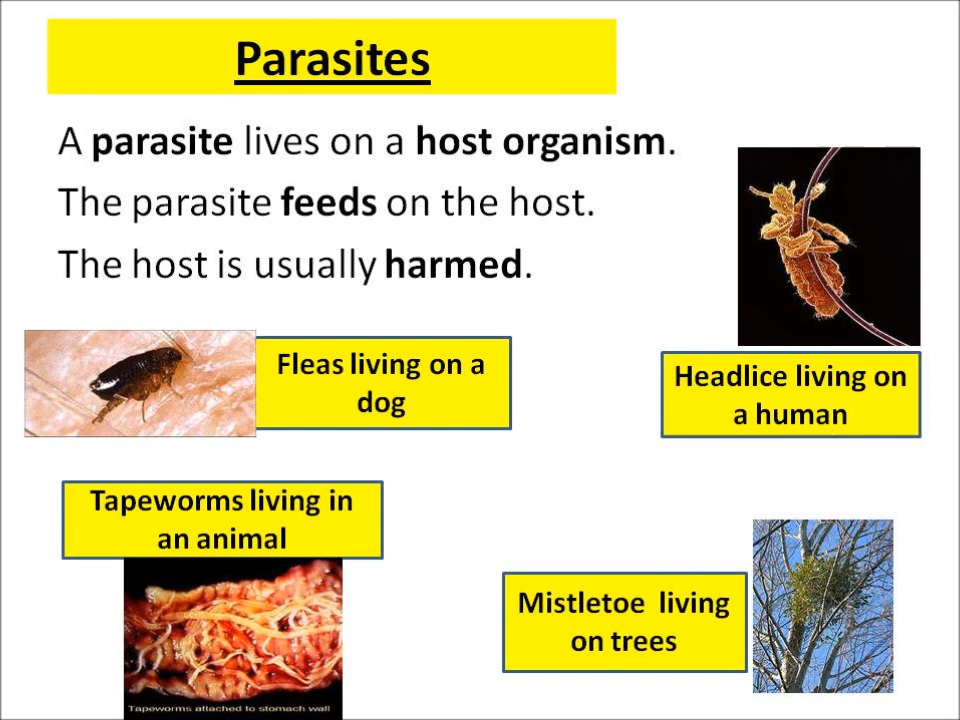 Parasites
A parasite lives on a host organism.
The parasite feeds on the host.
The host is usually harmed.
Fleas living on a
dog
Headlice living on
a human
Tapeworms living in
an animal
Tapeworms attached to stomach wall
Mistletoe living
on trees